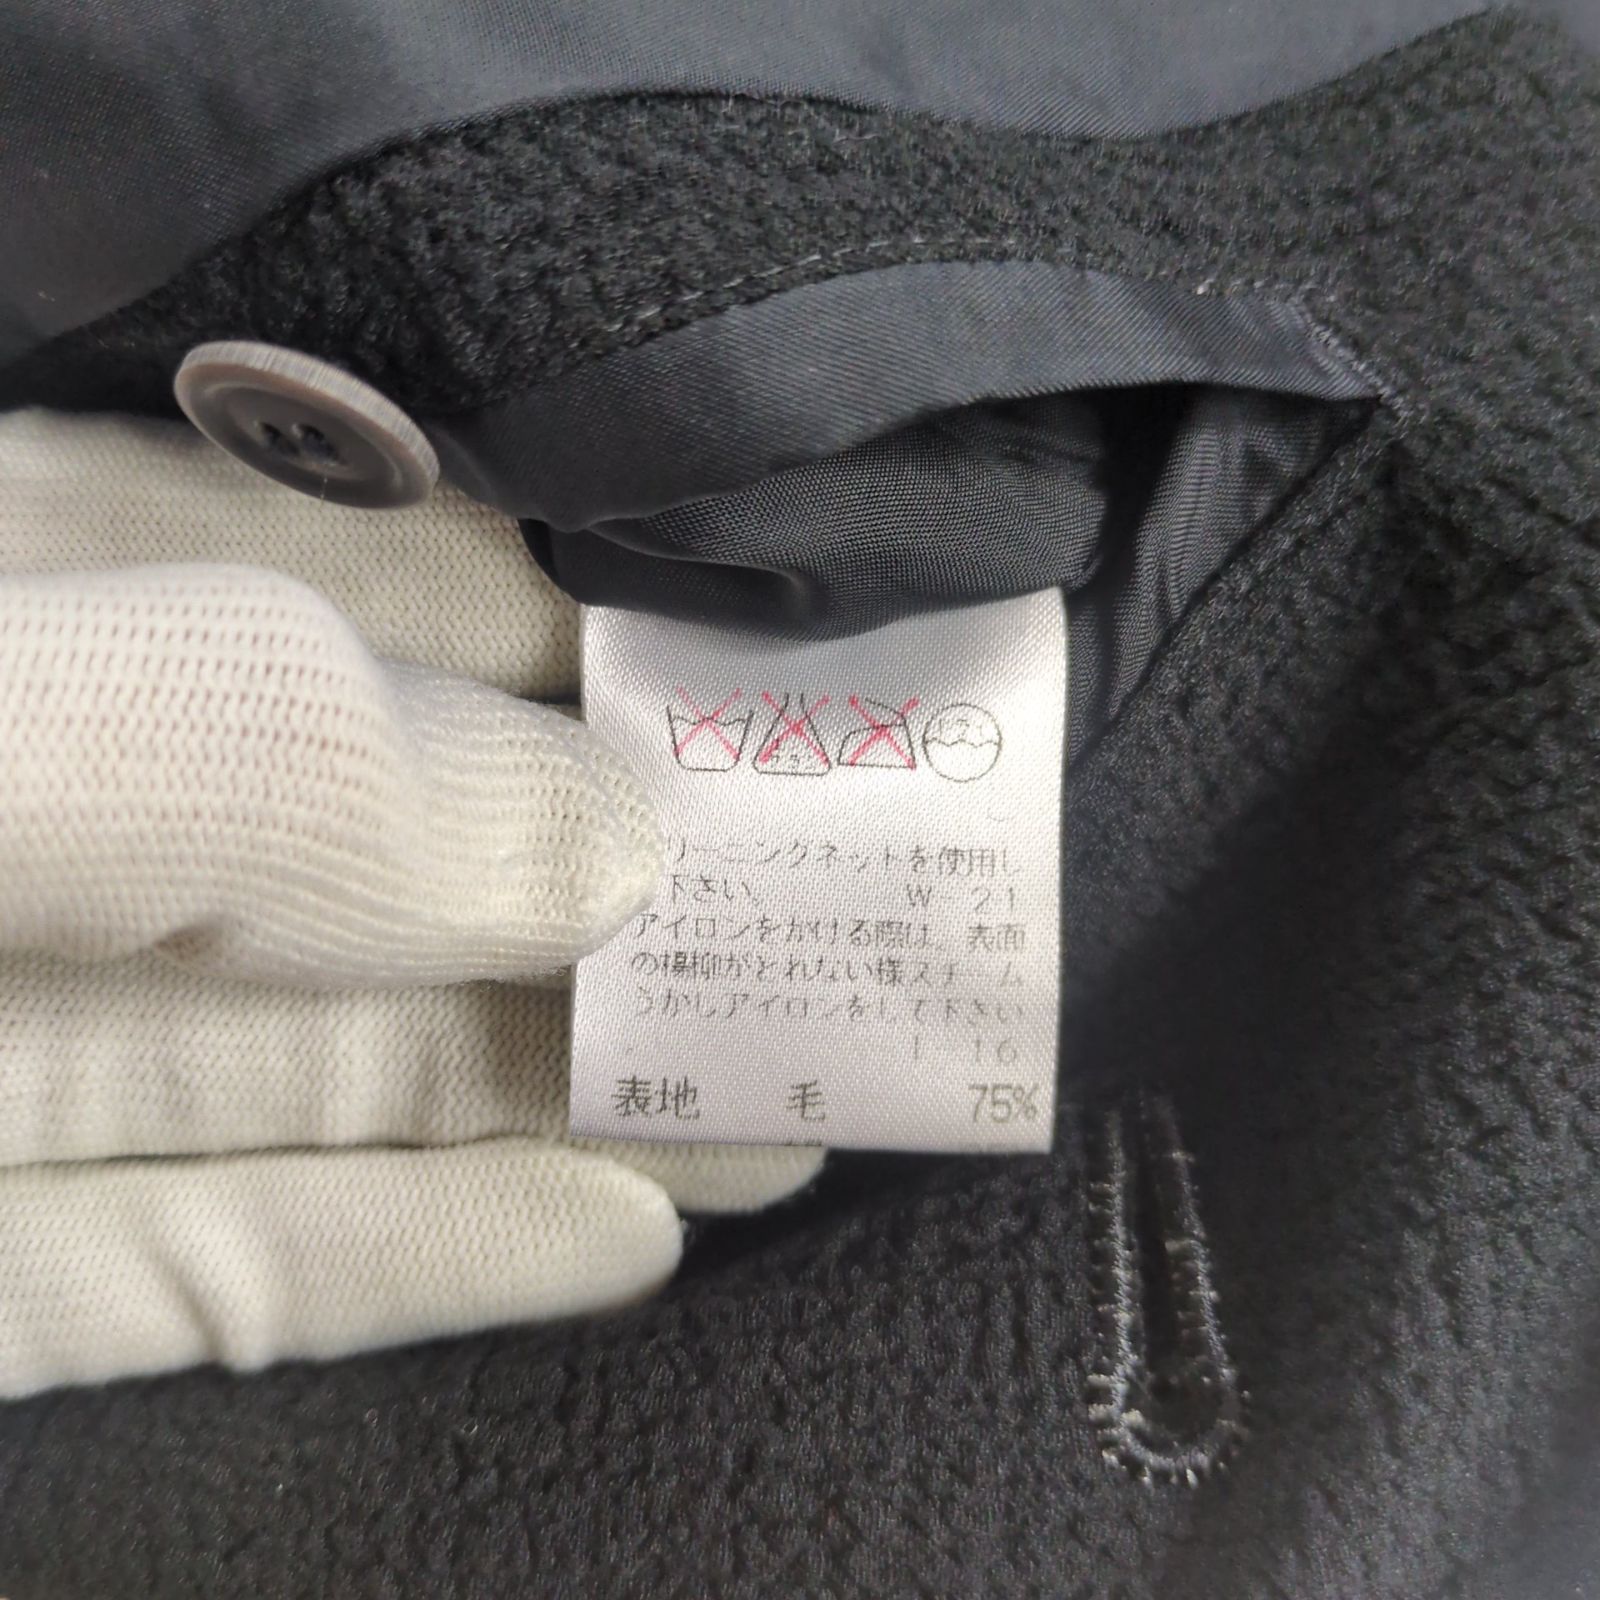 リーニングネットを使用し
下さい。 W-21
アイロンをかける際は、表面
の楊柳がとれない様スチーム
うかしアイロンをして下さい
I 16
表地 毛 75%